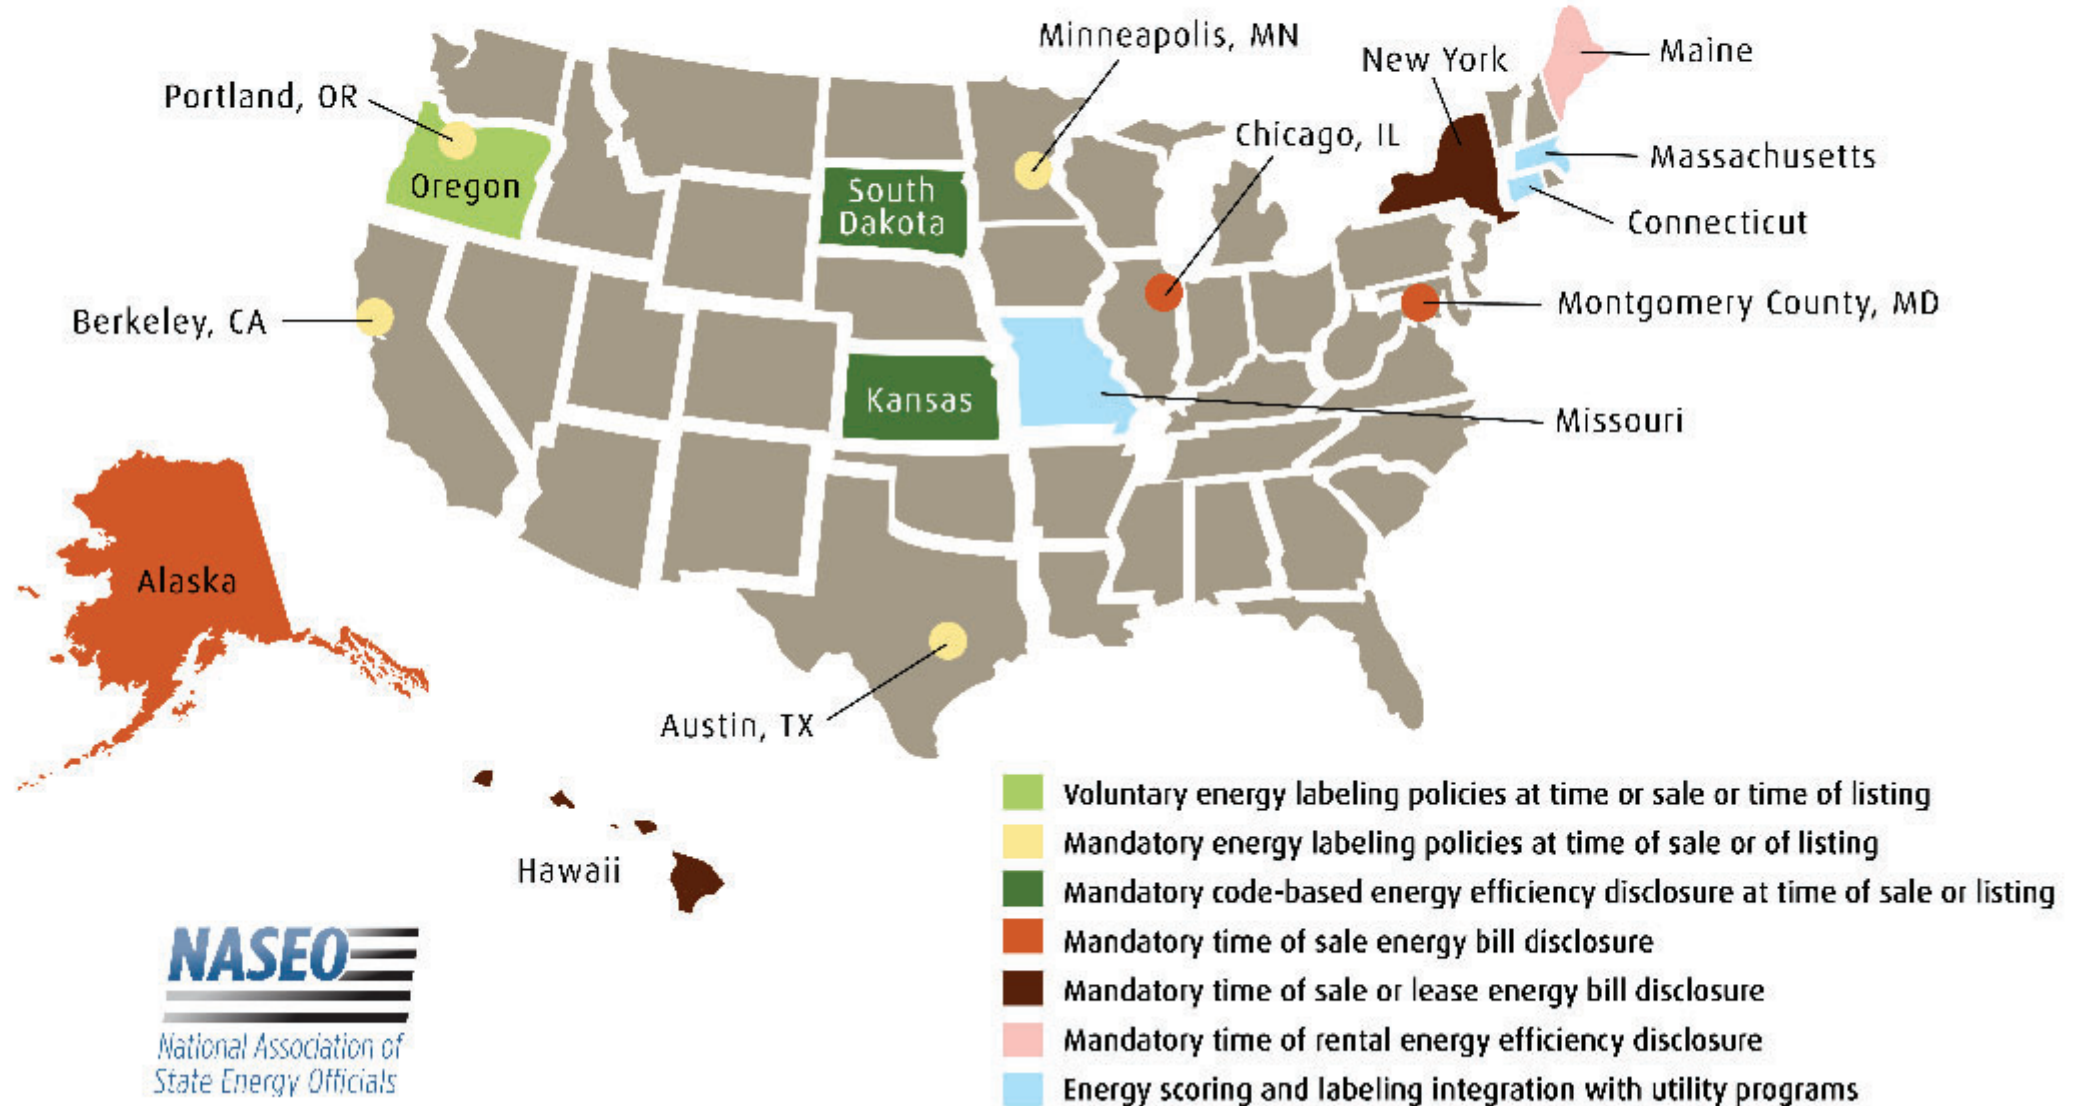 Minneapolis, MN
New York
Maine
Portland, OR
Chicago, IL
Massachusetts
Oregon
South
Dakota
Connecticut
Berkeley, CA
Montgomery County, MD
Kansas
Missouri
Alaska
Austin, TX
Hawaii
Voluntary energy labeling policies at time or sale or time of listing
Mandatory energy labeling policies at time of sale or of listing
Mandatory code-based energy efficiency disclosure at time of sale or listing
Mandatory time of sale energy bill disclosure
Mandatory time of sale or lease energy bill disclosure
Mandatory time of rental energy efficiency disclosure
Energy scoring and labeling integration with utility programs
NASEO
National Association of
State Energy Officials